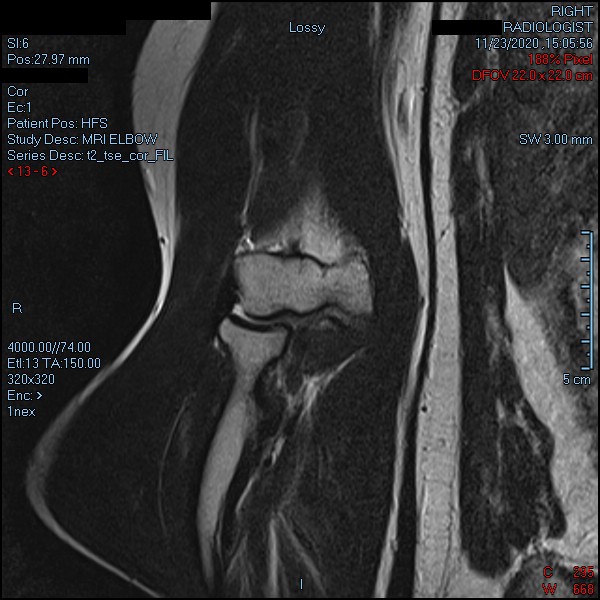 RIGHT
Lossy
RADIOLOGIST
SI:6
11/23/2020 ,15:05:56
Pos:27.97 mm
188% Pixel
DFOV 22.0 x 22.0 cm
Cor
Ec:1
Patient Pos: HFS
Study Desc: MRI ELBOW
SW 3.00 mm
Series Desc: t2_tse_cor_FIL
< 13 - 6 >
R
4000.00//74.00
Etl:13 TA:150.00
320x320
Enc: >
1nex
5 cm
I
C 295
W 668